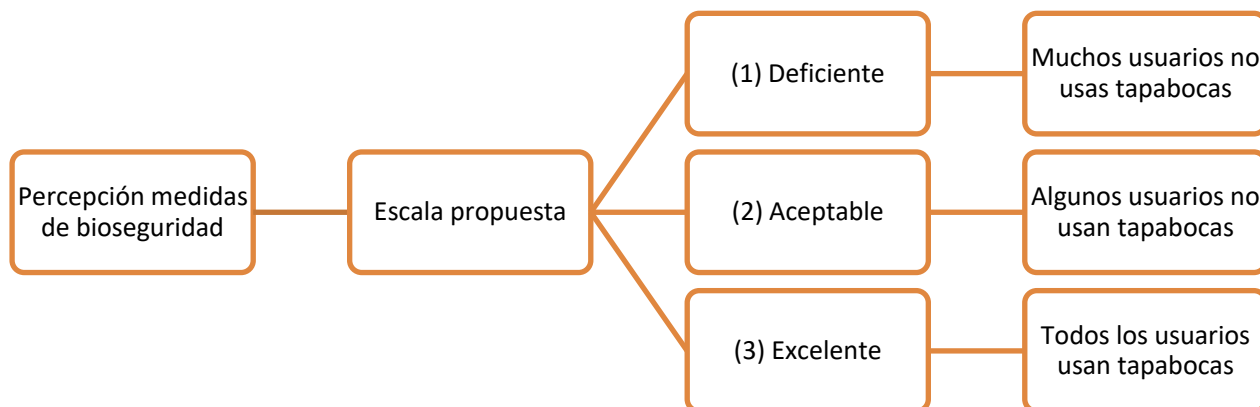 Percepción medidas
de bioseguridad
Escala propuesta
(1) Deficiente
Muchos usuarios no
usas tapabocas
(2) Aceptable
Algunos usuarios no
usan tapabocas
(3) Excelente
Todos los usuarios
usan tapabocas